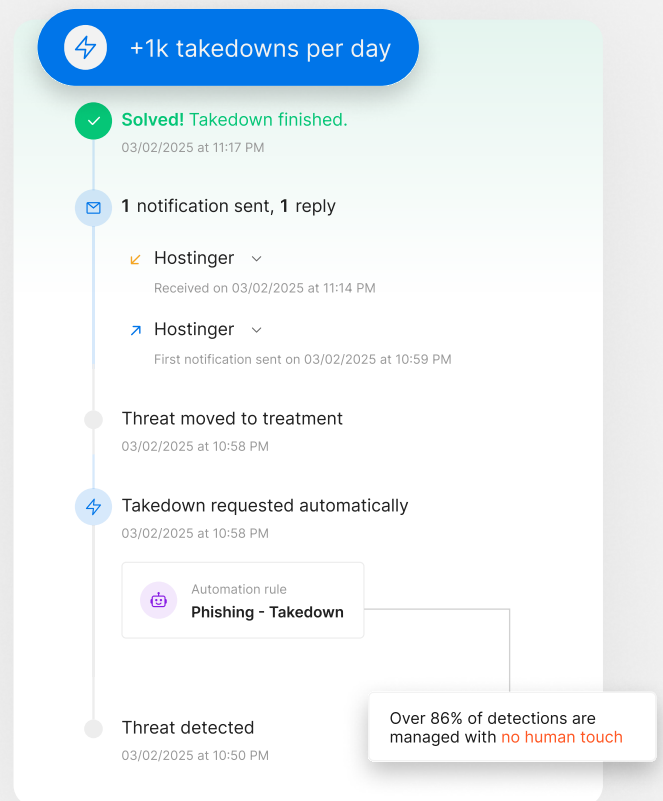 +1k takedowns per day
Solved! Takedown finished.
03/02/2025 at 11:17 PM
1 notification sent, 1 reply
Hostinger
Received on 03/02/2025 at 11:14 PM
Hostinger
First notification sent on 03/02/2025 at 10:59 PM
Threat moved to treatment
03/02/2025 at 10:58 PM
Takedown requested automatically
03/02/2025 at 10:58 PM
Automation rule
Phishing - Takedown
Threat detected
03/02/2025 at 10:50 PM
Over 86% of detections are
managed with no human touch